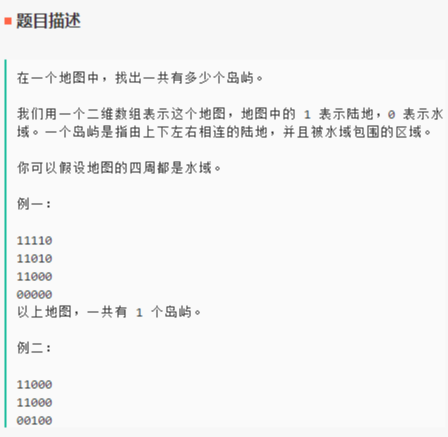 题目描述
在一个地图中，找出一共有多少个岛屿。
我们用一个二维数组表示这个地图，地图中的 1 表示陆地，0 表示水
域。一个岛屿是指由上下左右相连的陆地，并且被水域包围的区域。
你可以假设地图的四周都是水域。
例一：
11110
11010
11000
00000
以上地图，一共有 1 个岛屿。
例二：
11000
11000
00100